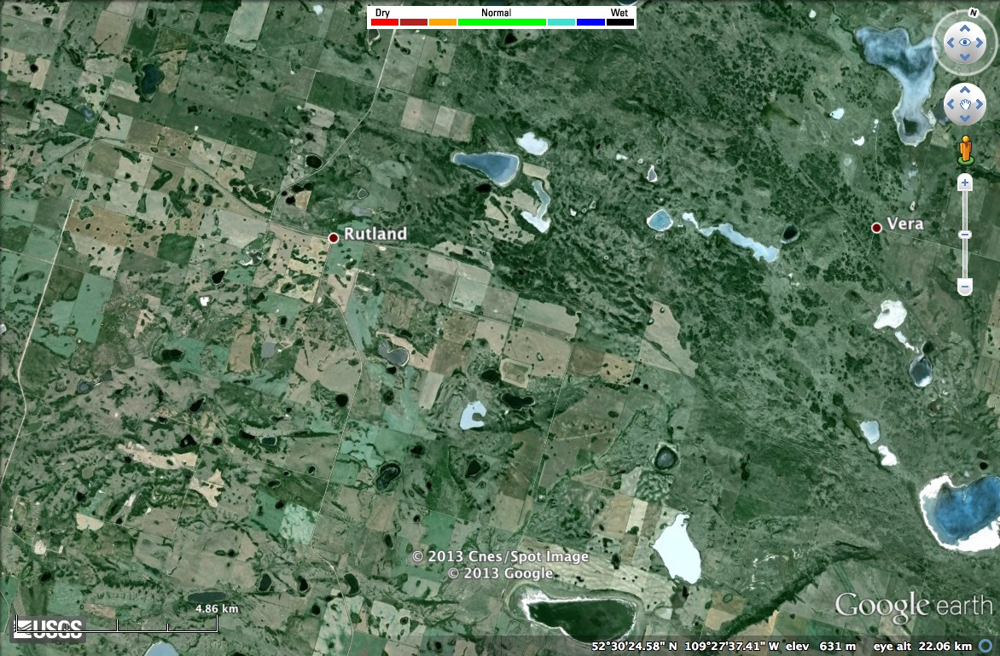 Dry Normal Wet
N
Vera
Rutland
© 2013 Cnes/Spot Image
© 2013 Google
4.86 km
USGS
Google earth
52°30'24.58" N 109°27'37.41" W elev 631 m eye alt 22.06 km